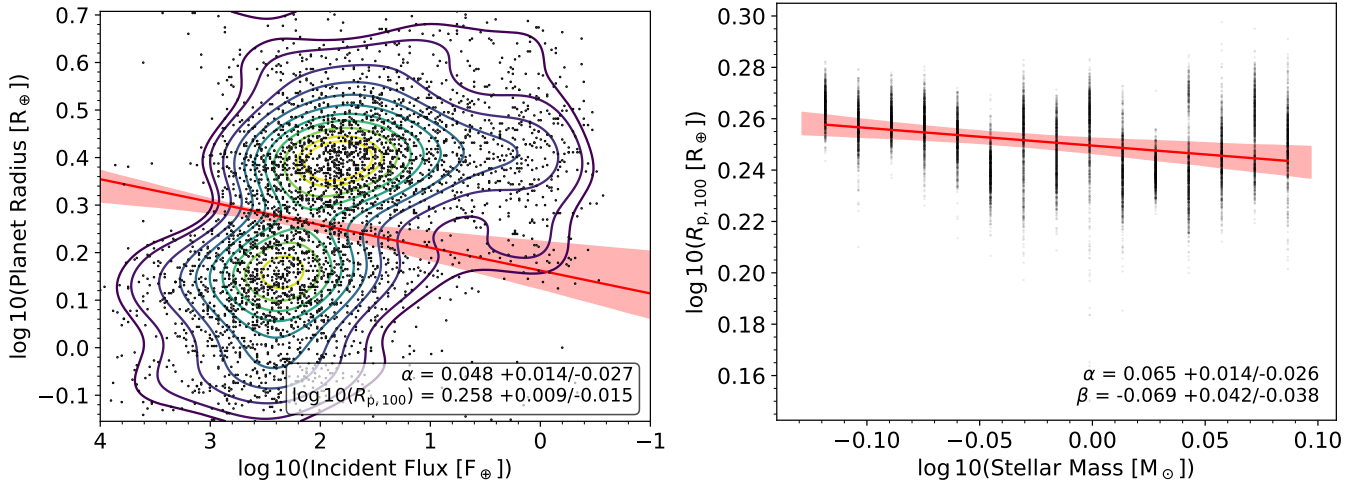 0.7
0.6
0.5
0.4
0.3
0.2
0.1
0.0
−0.1
log10(Planet Radius [R⊕])
α = 0.048 +0.014/-0.027
log10(Rp,100) = 0.258 +0.009/-0.015
4 3 2 1 0 -1
log10(Incident Flux [F⊕])
0.30
0.28
0.26
0.24
0.22
0.20
0.18
0.16
log10(Rp,100 [R⊕])
α = 0.065 +0.014/-0.026
β = -0.069 +0.042/-0.038
−0.10 −0.05 0.00 0.05 0.10
log10(Stellar Mass [M⊙])